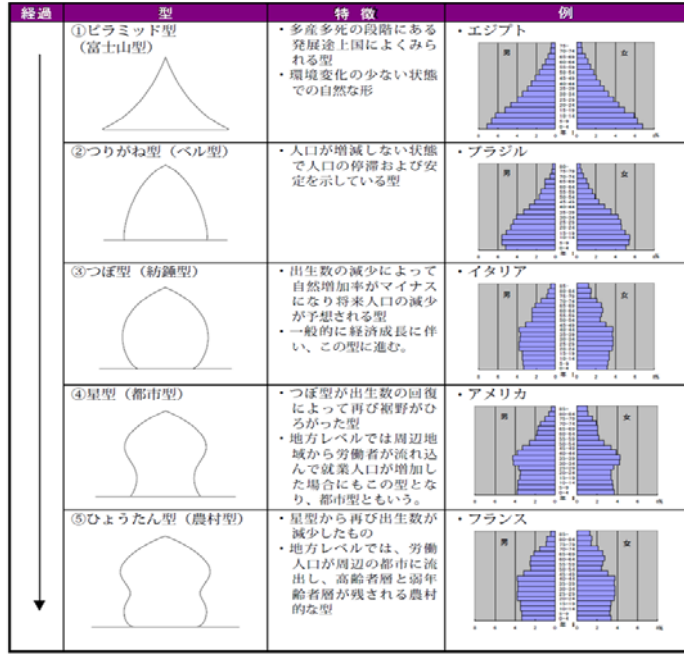 経過
型
特 徴
例
①ピラミッド型
(富士山型)
・多産多死の段階にある
発展途上国によくみら
れる型
・環境変化の少ない状態
での自然な形
・エジプト
男
女
②つりがね型(ベル型)
・人口が増減しない状態
で人口の停滞および安
定を示している型
・ブラジル
男
女
③つぼ型(紡錘型)
・出生数の減少によって
自然増加率がマイナス
になり将来人口の減少
が予想される型
・一般的に経済成長に伴
い、この型に進む。
・イタリア
男
女
④星型(都市型)
・つぼ型が出生数の回復
によって再び裾野がひ
ろがった型
・地方レベルでは周辺地
域から労働者が流れ込
んで就業人口が増加し
た場合にもこの型とな
り、都市型ともいう。
・アメリカ
男
女
⑤ひょうたん型(農村型)
・星型から再び出生数が
減少したもの
・地方レベルでは、労働
人口が周辺の都市に流
出し、高齢者層と弱年
齢者層が残される農村
的な型
・フランス
男
女